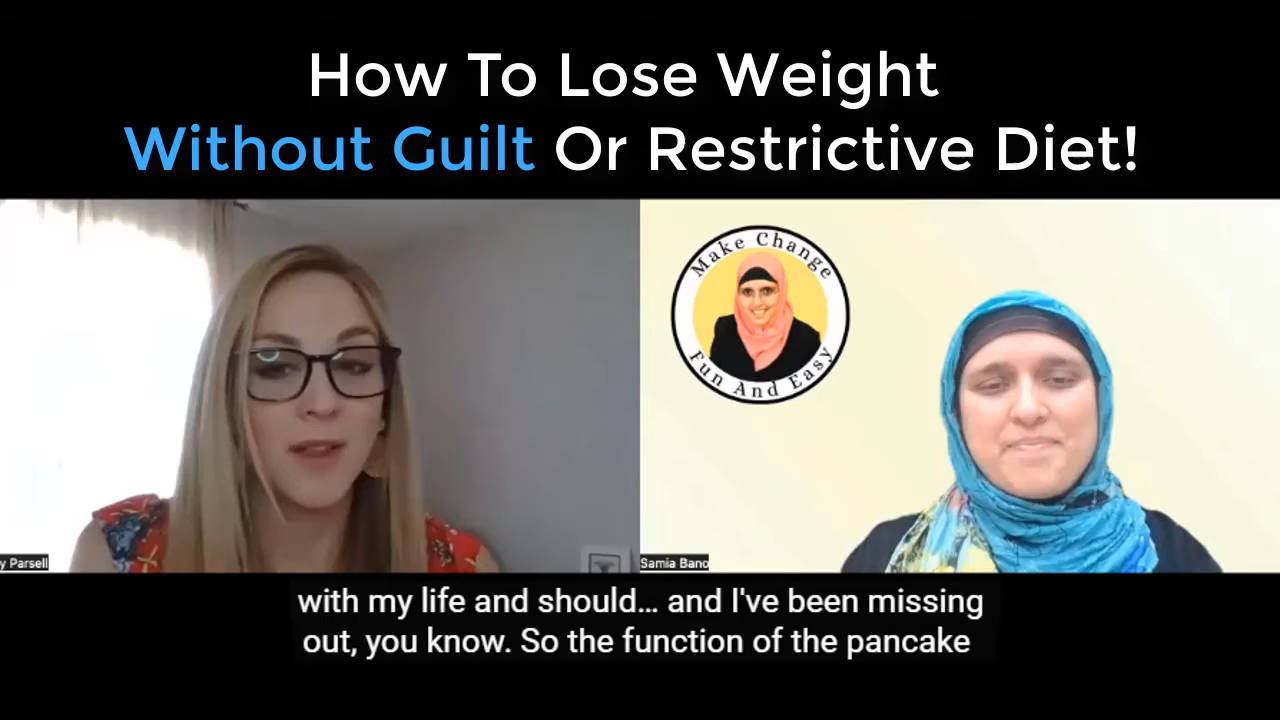 How To Lose Weight
Without Guilt Or Restrictive Diet!
Make Change
Fun And Easy
y Parsell
Samia Bano
with my life and should... and I've been missing
out, you know. So the function of the pancake